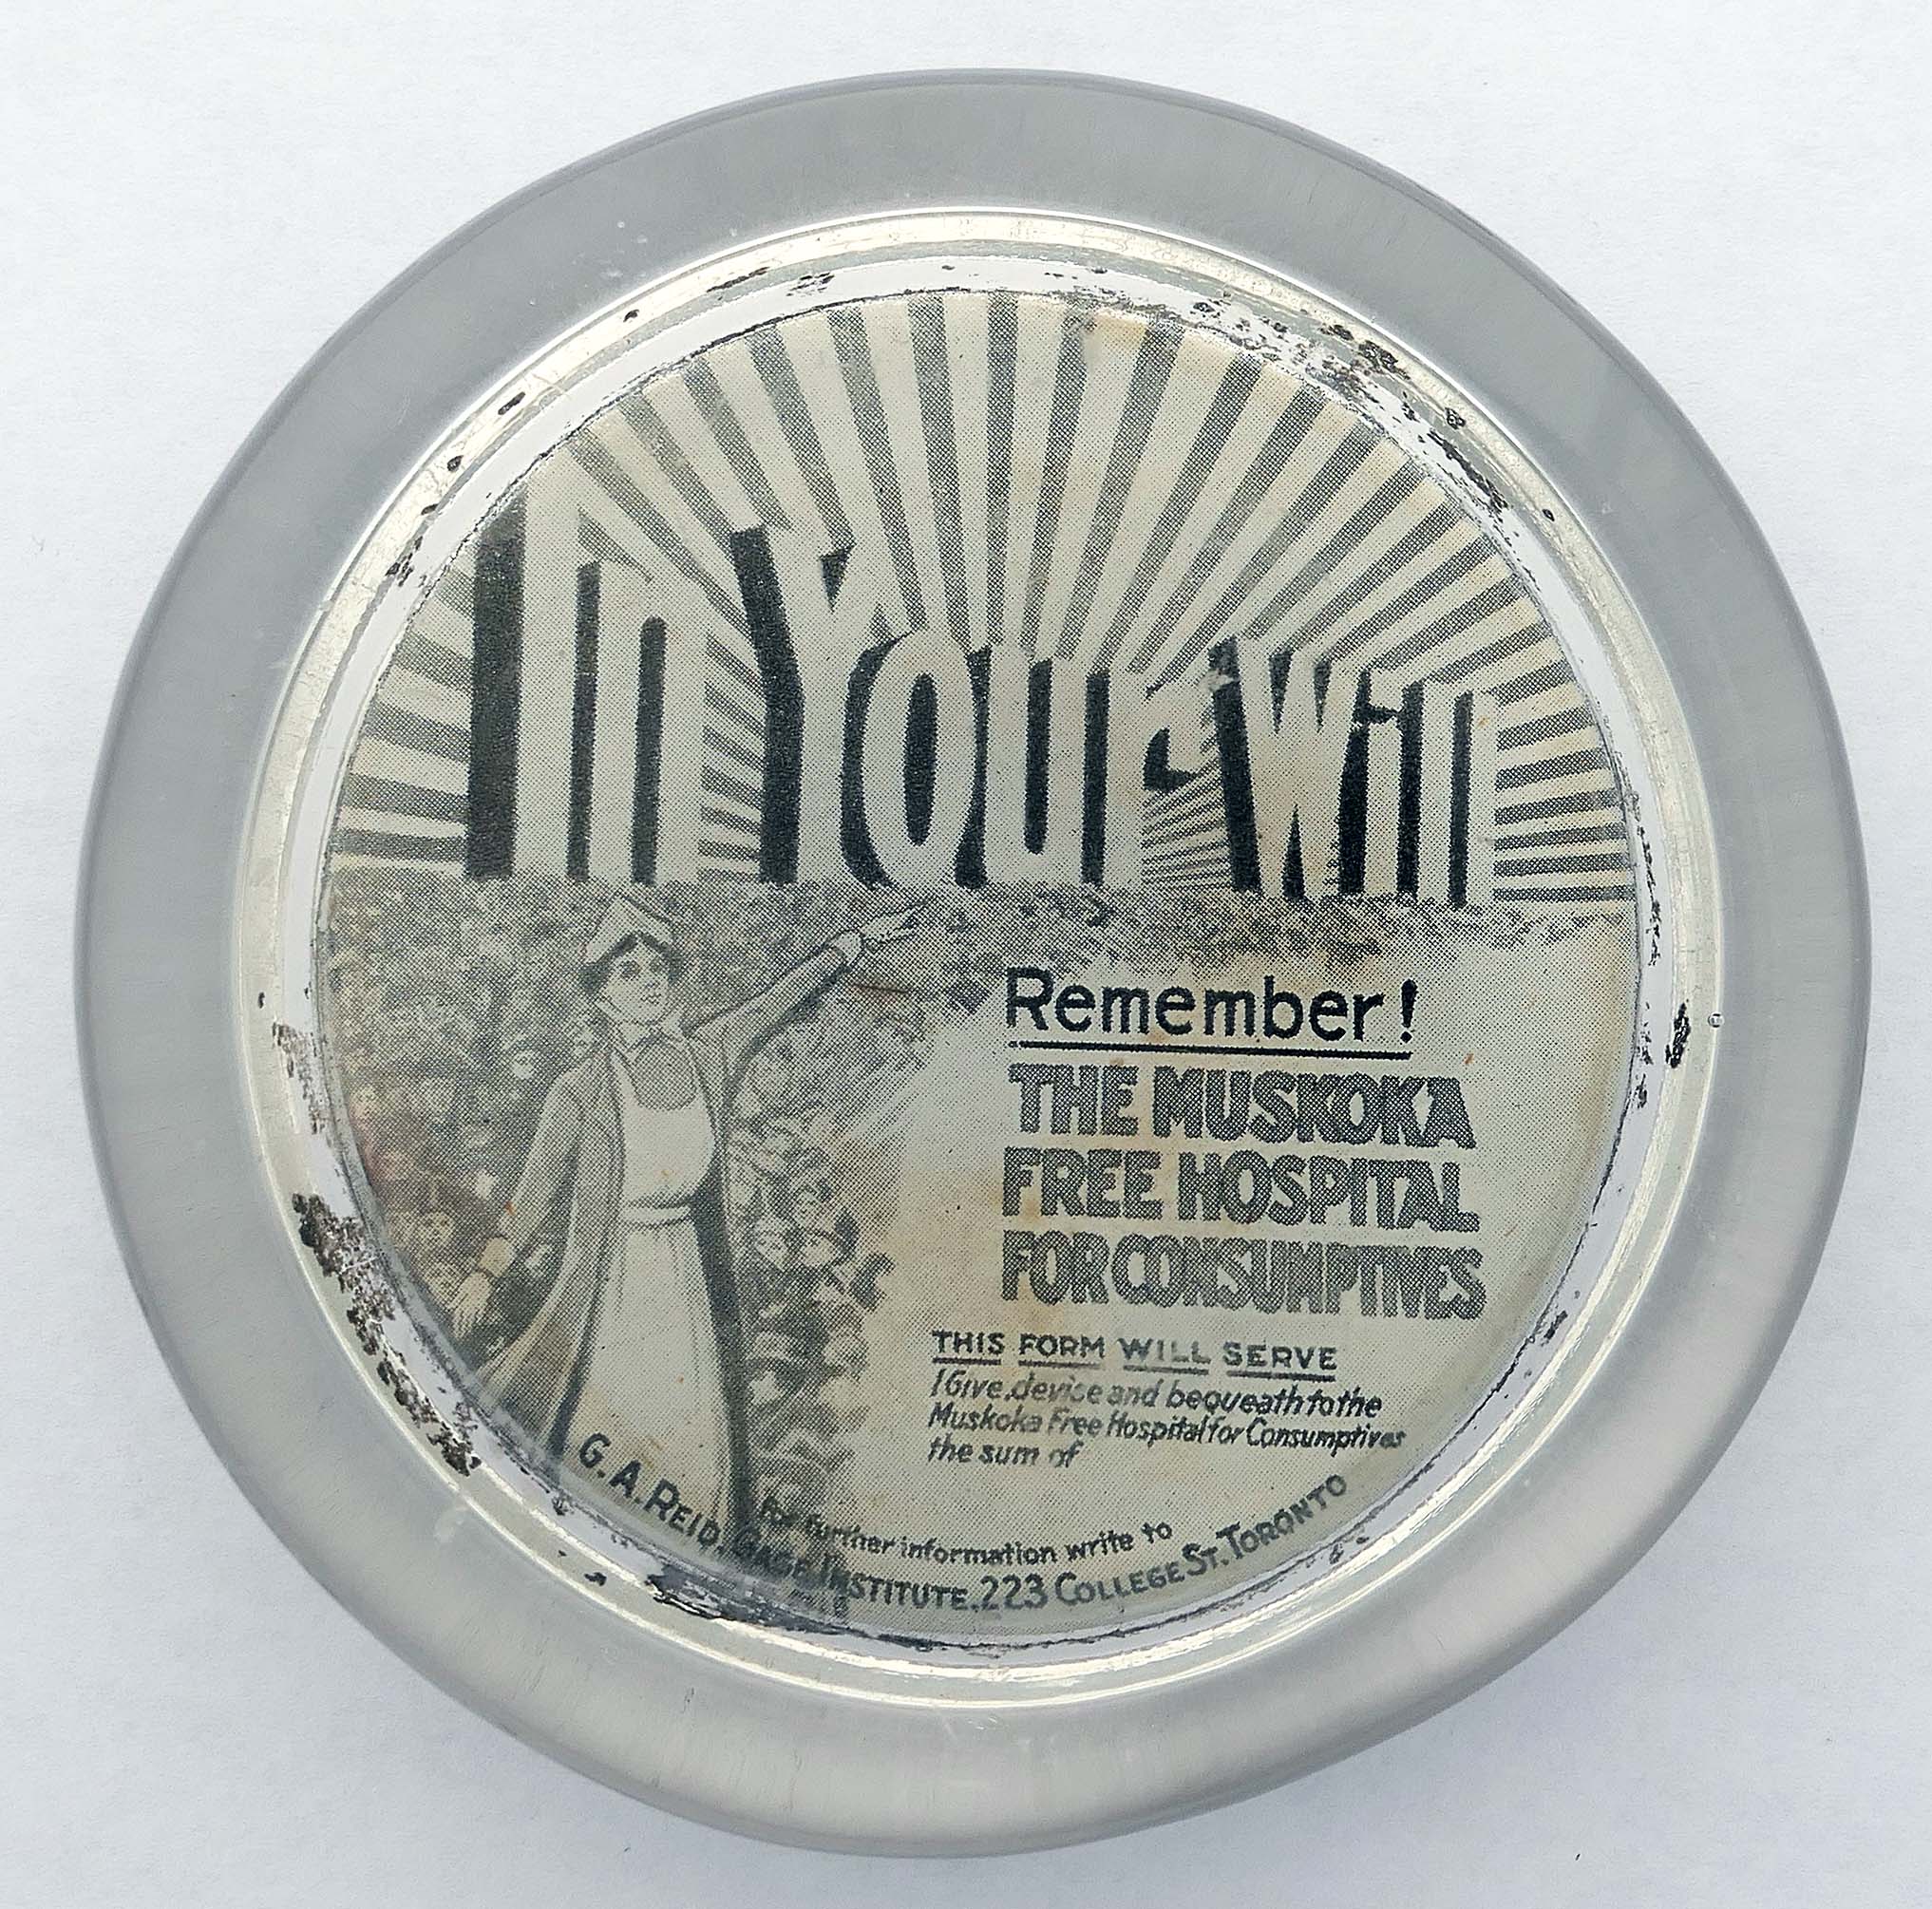 In Your Will
Remember!
THE MUSKOKA
FREE HOSPITAL
FOR CONSUMPTIVES
THIS FORM WILL SERVE
I Give, devise and bequeath to the
Muskoka Free Hospital for Consumptives
the sum of
For further information write to
G. A. REID. GAGE INSTITUTE. 223 COLLEGE ST. TORONTO